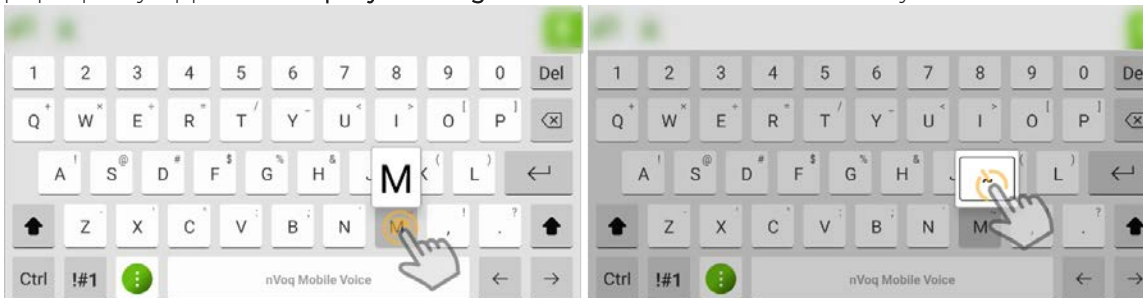 1 2 3 4 5 6 7 8 9 0 Del
Q + W × E ÷ R = T / Y _ U < I > O [ P ]
A ! S @ D # F $ G % H & M ( L )
Z X C V : B ; N M , ! . ?
Ctrl !#1 nVoq Mobile Voice ← →
1 2 3 4 5 6 7 8 9 0 De
Q + W × E ÷ R = T / Y _ U < I > O [ P ]
A ! S @ D # F $ G % H & ~ ( L )
Z X C V : B ; N M , . ?
Ctrl !#1 nVoq Mobile Voice ← →